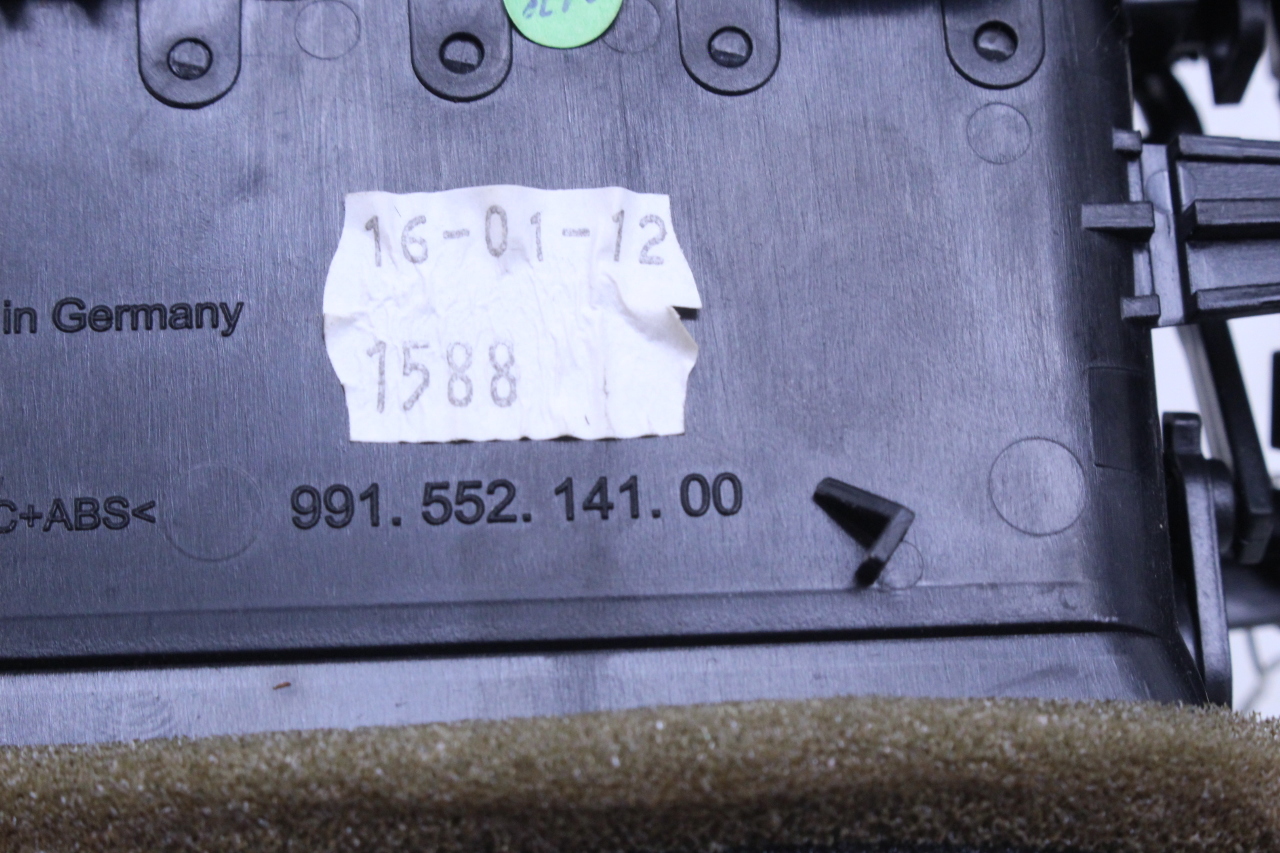 16-01-12
in Germany
1588
C+ABS<
991. 552. 141. 00